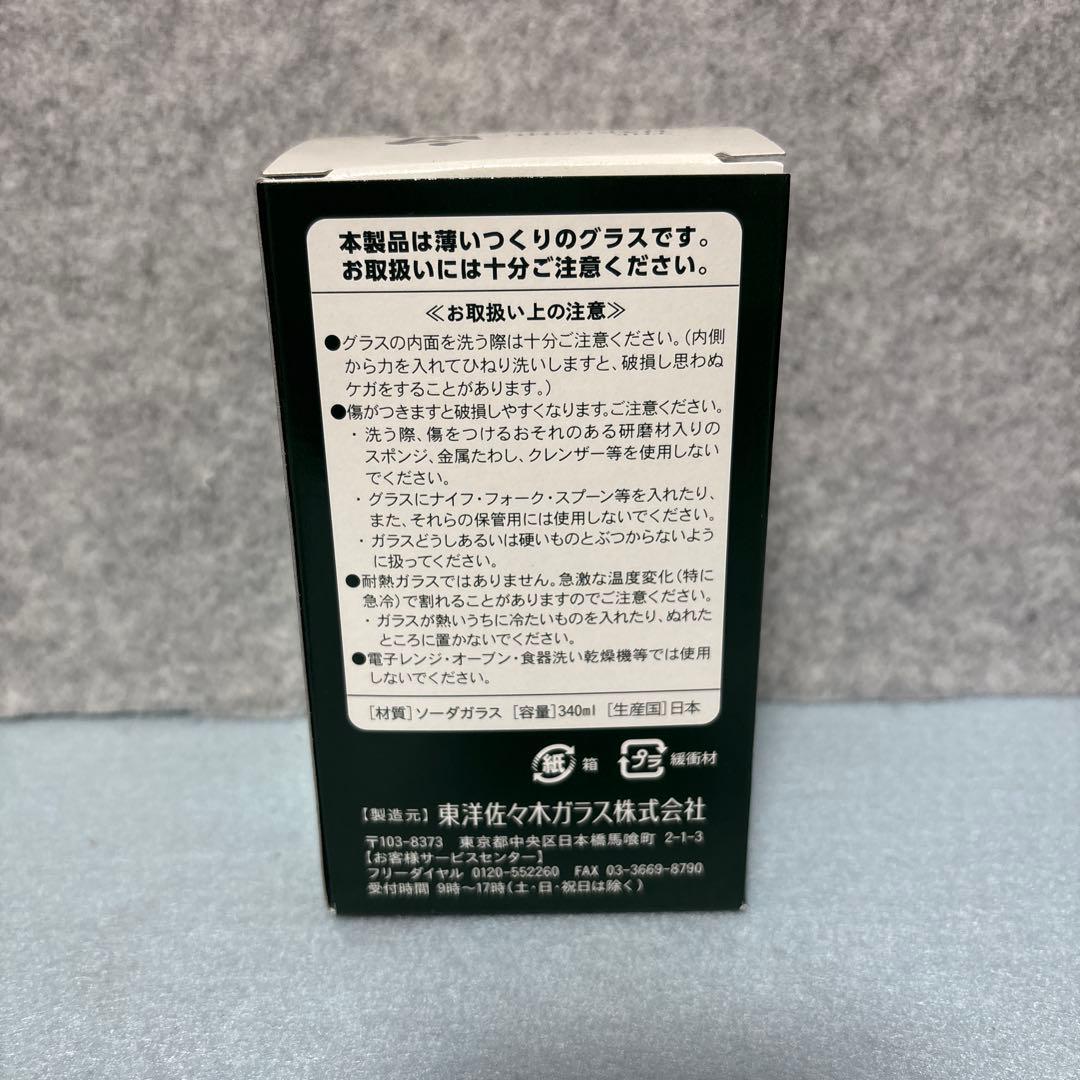 本製品は薄いつくりのグラスです。
お取扱いには十分ご注意ください。
≪お取扱い上の注意≫
●グラスの内面を洗う際は十分ご注意ください。(内側
から力を入れてひねり洗いしますと、破損し思わぬ
ケガをすることがあります。)
●傷がつきますと破損しやすくなります。ご注意ください。
・洗う際、傷をつけるおそれのある研磨材入りの
スポンジ、金属たわし、クレンザー等を使用しない
でください。
・グラスにナイフ・フォーク・スプーン等を入れたり、
また、それらの保管用には使用しないでください。
・ガラスどうしあるいは硬いものとぶつからないよう
に扱ってください。
●耐熱ガラスではありません。急激な温度変化(特に
急冷)で割れることがありますのでご注意ください。
・ガラスが熱いうちに冷たいものを入れたり、ぬれた
ところに置かないでください。
●電子レンジ・オーブン・食器洗い乾燥機等では使用
しないでください。
[材質]ソーダガラス [容量]340ml [生産国]日本
紙 箱 プラ 緩衝材
【製造元】東洋佐々木ガラス株式会社
〒103-8373 東京都中央区日本橋馬喰町 2-1-3
【お客様サービスセンター】
フリーダイヤル 0120-552260 FAX 03-3669-8790
受付時間 9時～17時(土・日・祝日は除く)